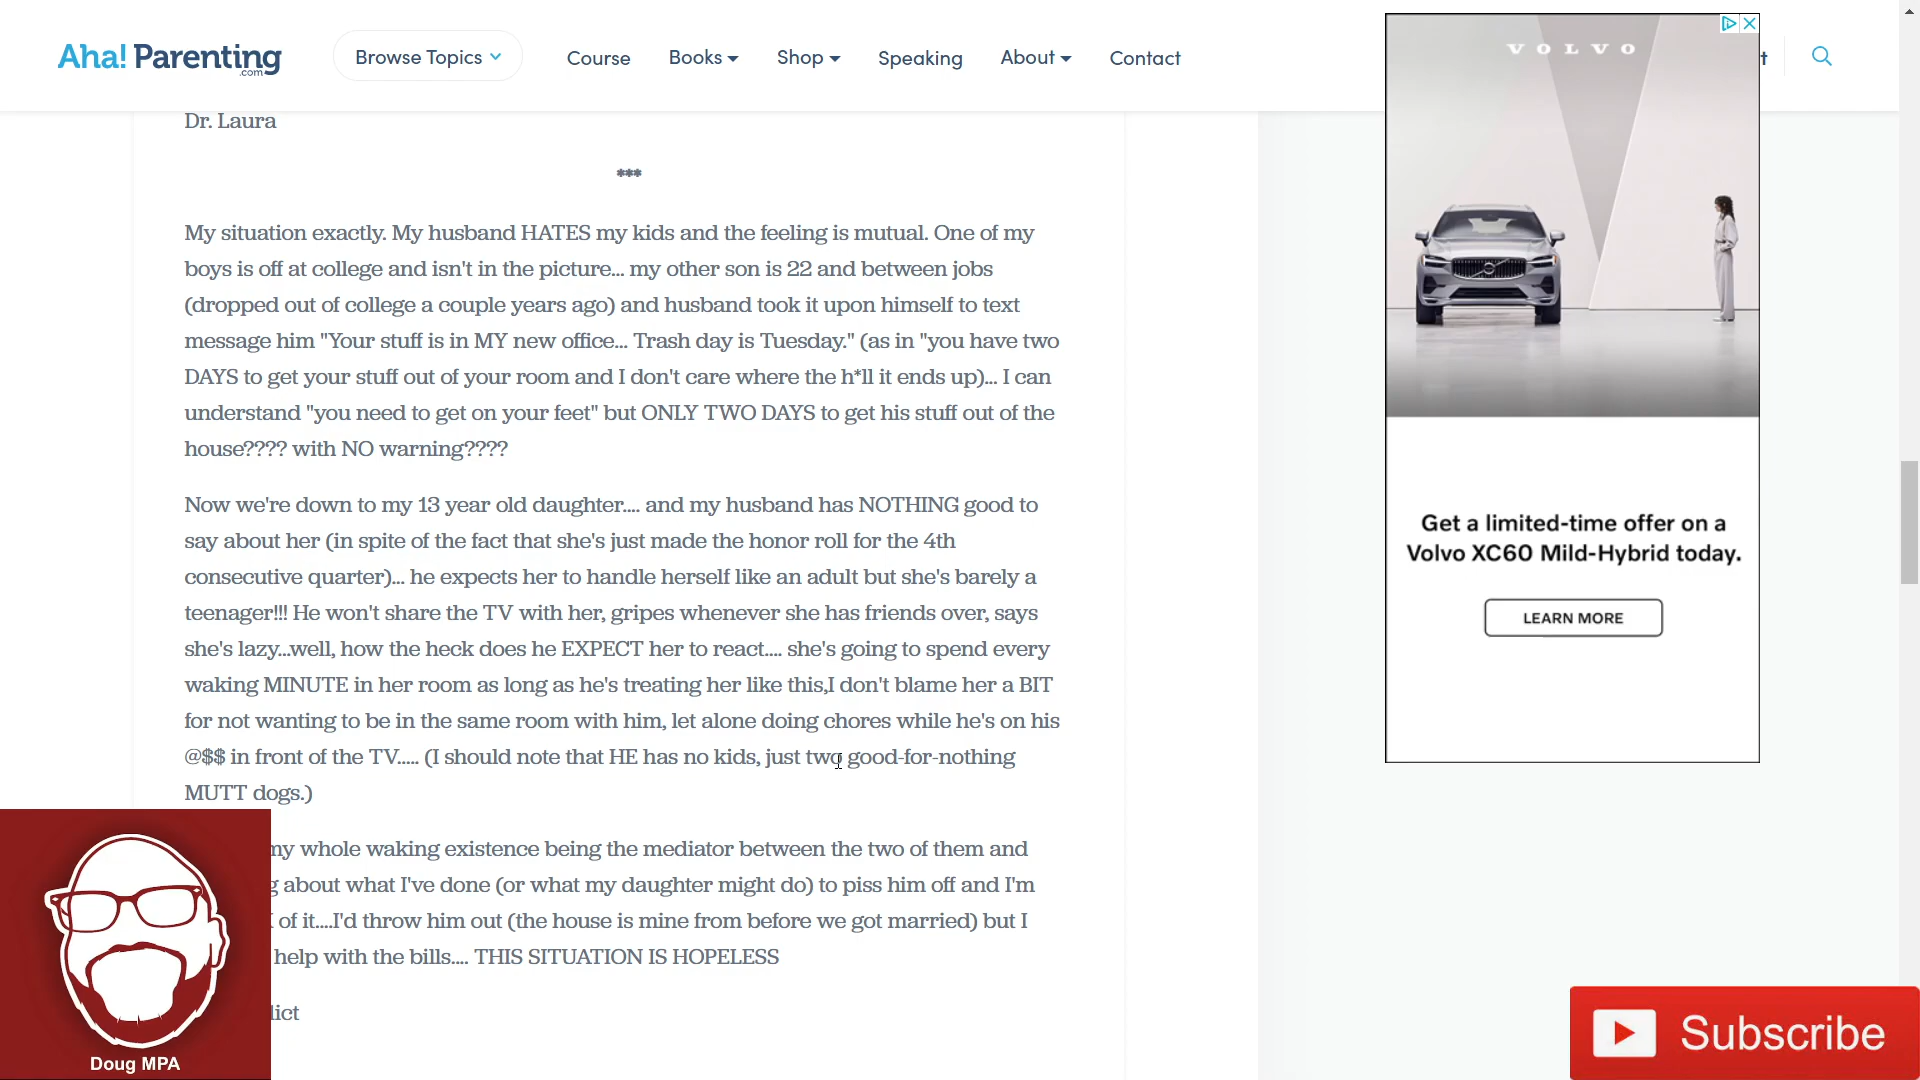 Aha! Parenting
.com
Browse Topics
Course
Books
Shop
Speaking
About
Contact
t
Dr. Laura
***
My situation exactly. My husband HATES my kids and the feeling is mutual. One of my
boys is off at college and isn't in the picture... my other son is 22 and between jobs
(dropped out of college a couple years ago) and husband took it upon himself to text
message him "Your stuff is in MY new office... Trash day is Tuesday." (as in "you have two
DAYS to get your stuff out of your room and I don't care where the h*ll it ends up)... I can
understand "you need to get on your feet" but ONLY TWO DAYS to get his stuff out of the
house???? with NO warning????
Now we're down to my 13 year old daughter.... and my husband has NOTHING good to
say about her (in spite of the fact that she's just made the honor roll for the 4th
consecutive quarter)... he expects her to handle herself like an adult but she's barely a
teenager!!! He won't share the TV with her, gripes whenever she has friends over, says
she's lazy...well, how the heck does he EXPECT her to react.... she's going to spend every
waking MINUTE in her room as long as he's treating her like this,I don't blame her a BIT
for not wanting to be in the same room with him, let alone doing chores while he's on his
@$$ in front of the TV..... (I should note that HE has no kids, just two good-for-nothing
MUTT dogs.)
my whole waking existence being the mediator between the two of them and
g about what I've done (or what my daughter might do) to piss him off and I'm
of it....I'd throw him out (the house is mine from before we got married) but I
help with the bills.... THIS SITUATION IS HOPELESS
lict
VOLVO
Get a limited-time offer on a
Volvo XC60 Mild-Hybrid today.
LEARN MORE
Doug MPA
Subscribe